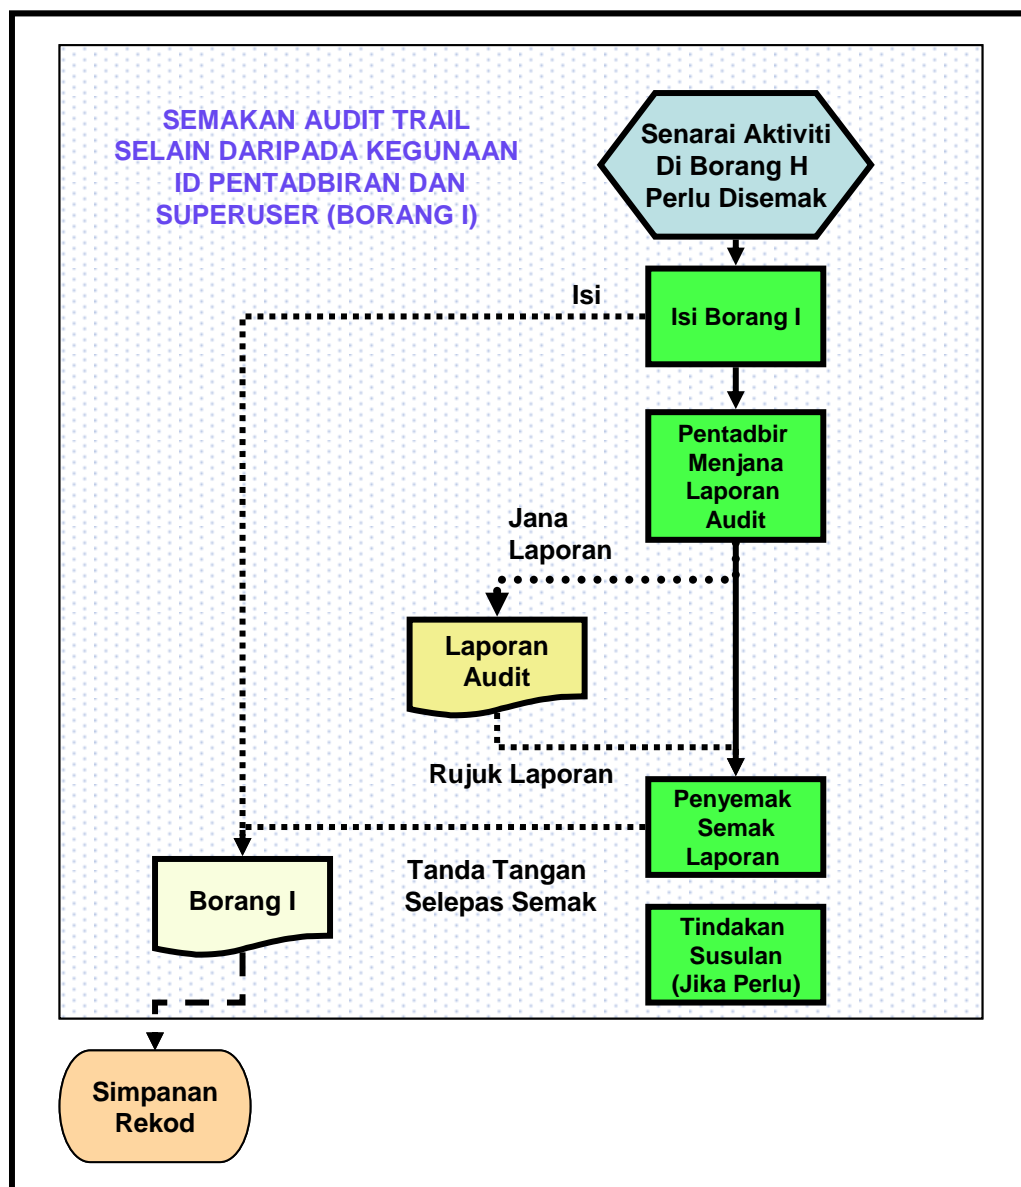 SEMAKAN AUDIT TRAIL
SELAIN DARIPADA KEGUNAAN
ID PENTADBIRAN DAN
SUPERUSER (BORANG I)
Senarai Aktiviti
Di Borang H
Perlu Disemak
Isi
Isi Borang I
Pentadbir
Menjana
Laporan
Audit
Jana
Laporan
Laporan
Audit
Rujuk Laporan
Penyemak
Semak
Laporan
Tanda Tangan
Selepas Semak
Borang I
Tindakan
Susulan
(Jika Perlu)
Simpanan
Rekod